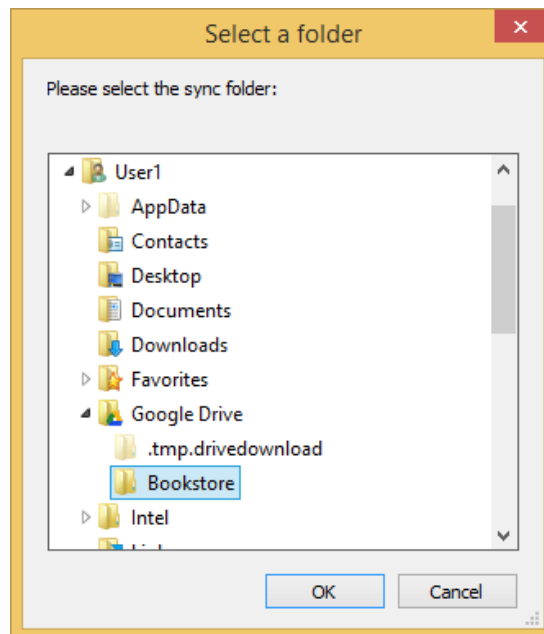 Select a folder
Please select the sync folder:
User1
AppData
Contacts
Desktop
Documents
Downloads
Favorites
Google Drive
.tmp.drivedownload
Bookstore
Intel
OK Cancel